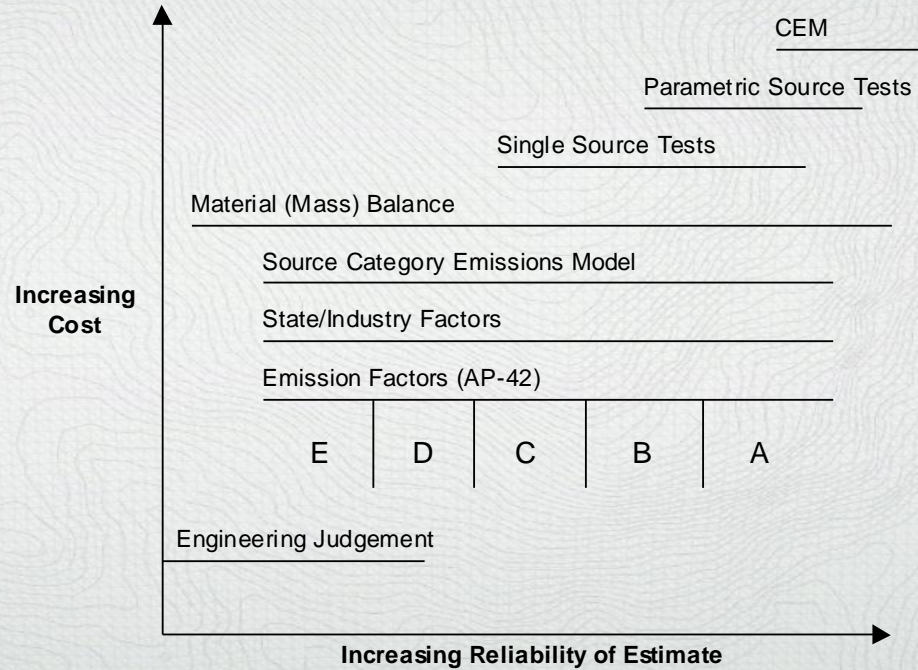 CEM
Parametric Source Tests
Single Source Tests
Material (Mass) Balance
Source Category Emissions Model
Increasing
Cost
State/Industry Factors
Emission Factors (AP-42)
E D C B A
Engineering Judgement
Increasing Reliability of Estimate